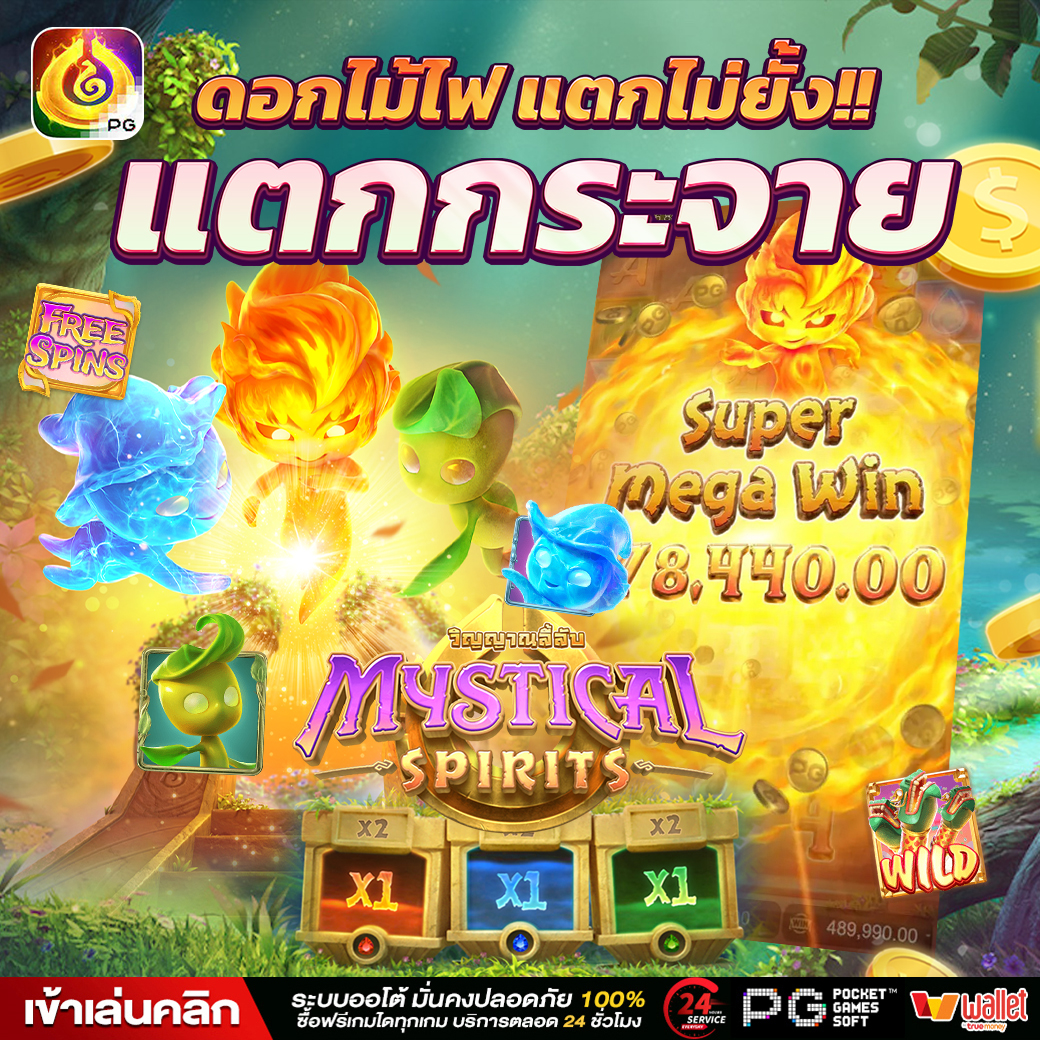 PG
ดอกไม้ไฟ แตกไม่ยั้ง!!
แตกกระจาย
FREE
SPINS
Super
Mega Win
78,440.00
วิญญาณลี้ลับ
MYSTICAL
SPIRITS
X2
X2
X2
X1
X1
X1
WILD
PG
489,990.00
เข้าเล่นคลิก
ระบบออโต้ มั่นคงปลอดภัย 100%
ซื้อฟรีเกมได้ทุกเกม บริการตลอด 24 ชั่วโมง
24 HOURS
SERVICE
EVERYDAY
PG POCKET™
GAMES
SOFT
wallet
by truemoney